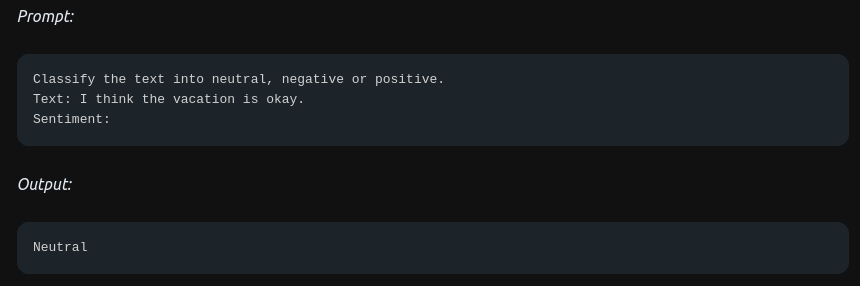 Prompt:
Classify the text into neutral, negative or positive.
Text: I think the vacation is okay.
Sentiment:
Output:
Neutral